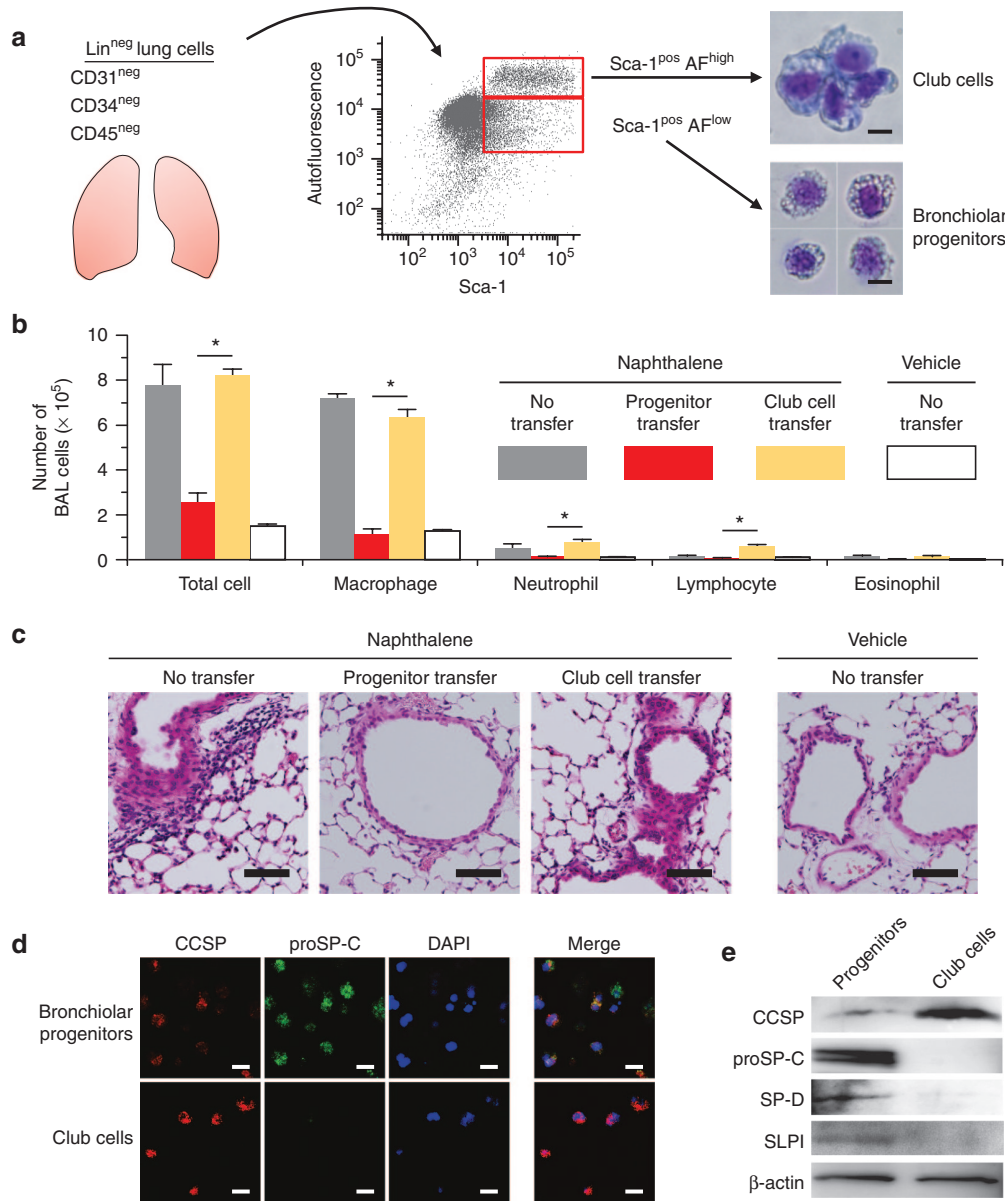 a
Lin^neg lung cells
CD31^neg
CD34^neg
CD45^neg
Autofluorescence
10^5
10^4
10^3
10^2
10^2 10^3 10^4 10^5
Sca-1
Sca-1^pos AF^high
Sca-1^pos AF^low
Club cells
Bronchiolar
progenitors
b
Number of
BAL cells (× 10^5)
10
8
6
4
2
0
* * * *
Total cell Macrophage Neutrophil Lymphocyte Eosinophil
Naphthalene Vehicle
No transfer Progenitor transfer Club cell transfer No transfer
c
Naphthalene Vehicle
No transfer Progenitor transfer Club cell transfer No transfer
d
CCSP proSP-C DAPI Merge
Bronchiolar
progenitors
Club cells
e
Progenitors Club cells
CCSP
proSP-C
SP-D
SLPI
β-actin